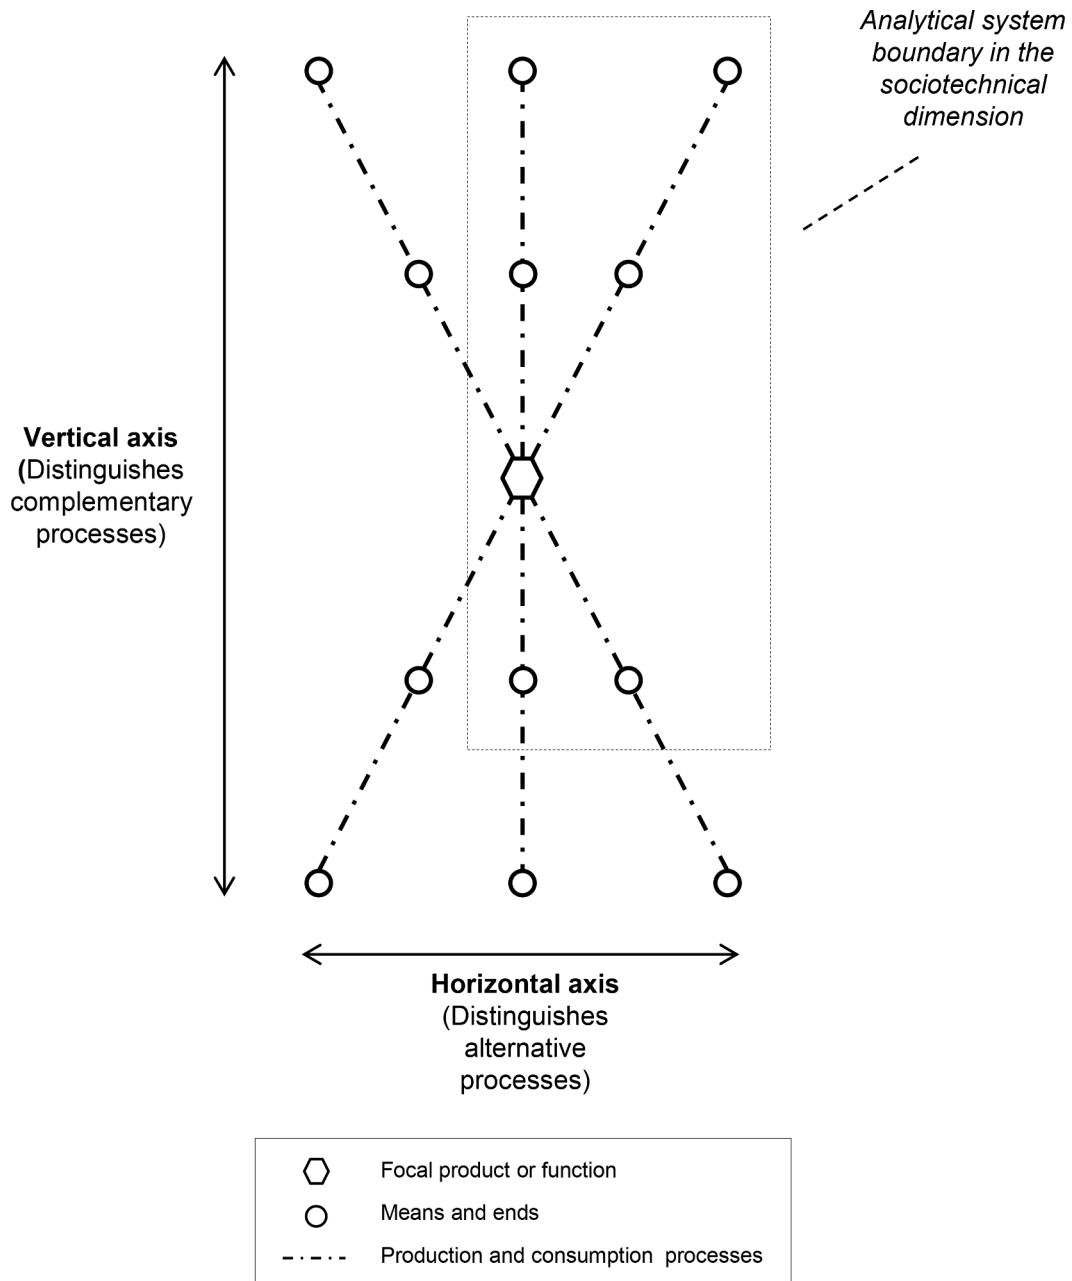 Analytical system
boundary in the
sociotechnical
dimension
Vertical axis
(Distinguishes
complementary
processes)
Horizontal axis
(Distinguishes
alternative
processes)
Focal product or function
Means and ends
Production and consumption processes